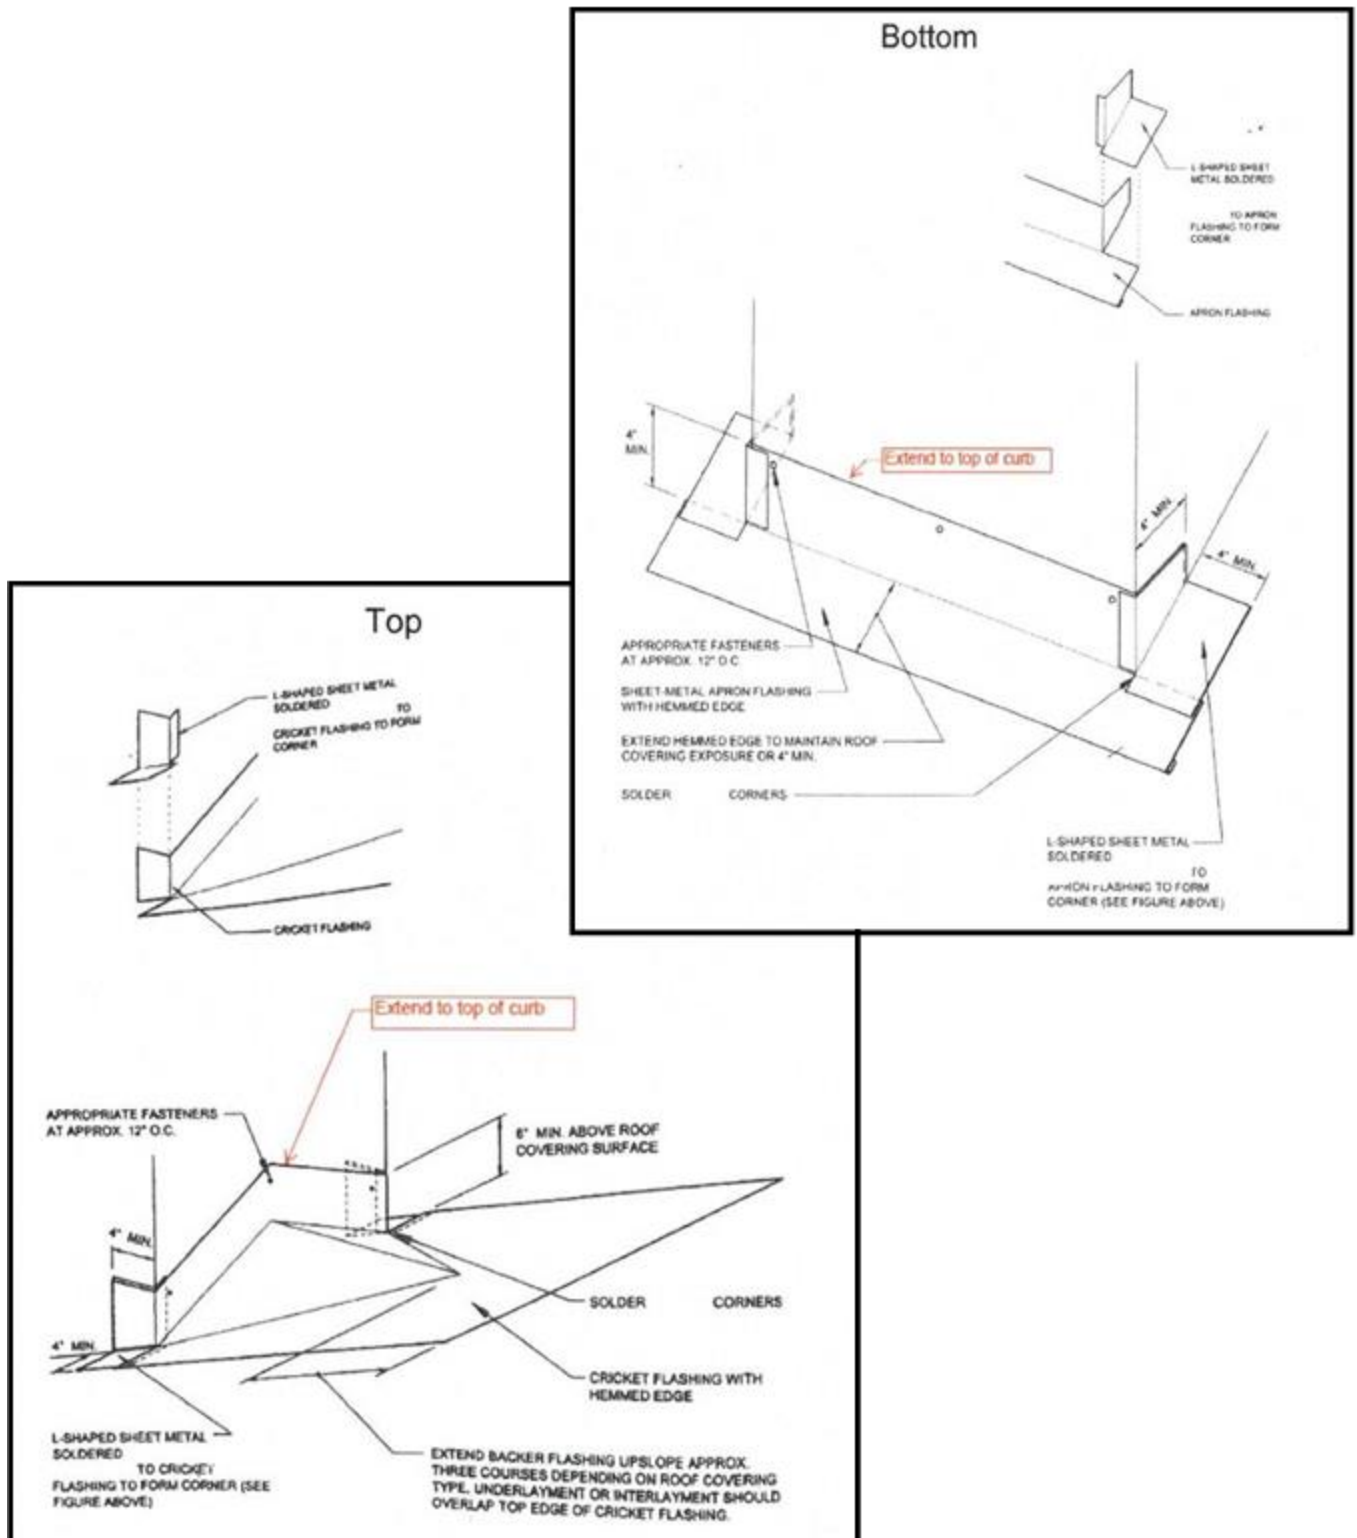 Bottom
L-SHAPED SHEET
METAL SOLDERED
TO APRON
FLASHING TO FORM
CORNER
APRON FLASHING
4"
MIN.
Extend to top of curb
4" MIN
4" MIN.
APPROPRIATE FASTENERS
AT APPROX. 12" O.C
SHEET-METAL APRON FLASHING
WITH HEMMED EDGE
EXTEND HEMMED EDGE TO MAINTAIN ROOF
COVERING EXPOSURE OR 4" MIN.
SOLDER CORNERS
L-SHAPED SHEET METAL
SOLDERED
TO
APRON FLASHING TO FORM
CORNER (SEE FIGURE ABOVE)
Top
L-SHAPED SHEET METAL
SOLDERED
TO
CRICKET FLASHING TO FORM
CORNER
CRICKET FLASHING
Extend to top of curb
APPROPRIATE FASTENERS
AT APPROX. 12" O.C.
6" MIN. ABOVE ROOF
COVERING SURFACE
4" MIN.
4" MIN.
SOLDER CORNERS
CRICKET FLASHING WITH
HEMMED EDGE
L-SHAPED SHEET METAL
SOLDERED
TO CRICKET
FLASHING TO FORM CORNER (SEE
FIGURE ABOVE)
EXTEND BACKER FLASHING UPSLOPE APPROX.
THREE COURSES DEPENDING ON ROOF COVERING
TYPE. UNDERLAYMENT OR INTERLAYMENT SHOULD
OVERLAP TOP EDGE OF CRICKET FLASHING.